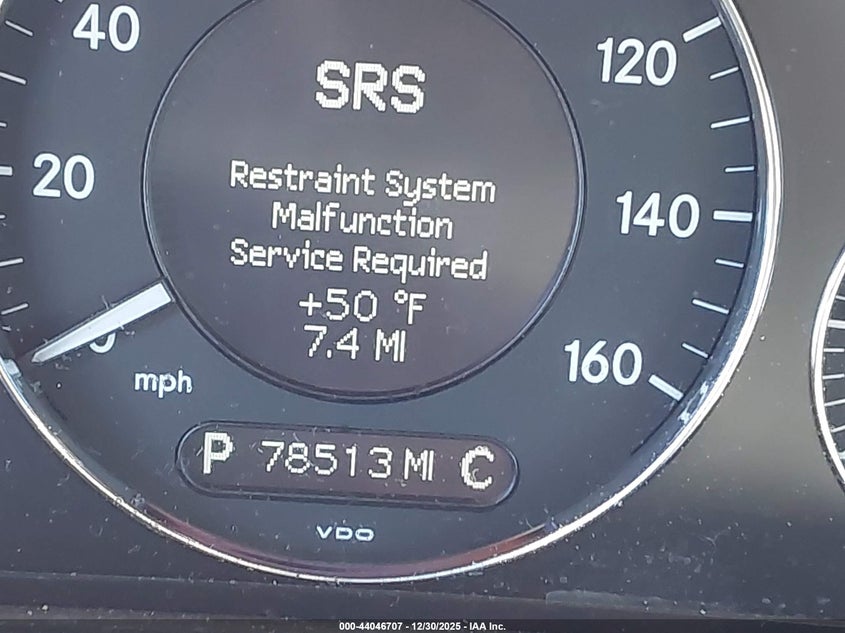 40
120
SRS
20
Restraint System
Malfunction
Service Required
140
+50 °F
7.4 MI
0
160
mph
P 78513 MI C
VDO
000-44046707 - 12/30/2025 - IAA Inc.